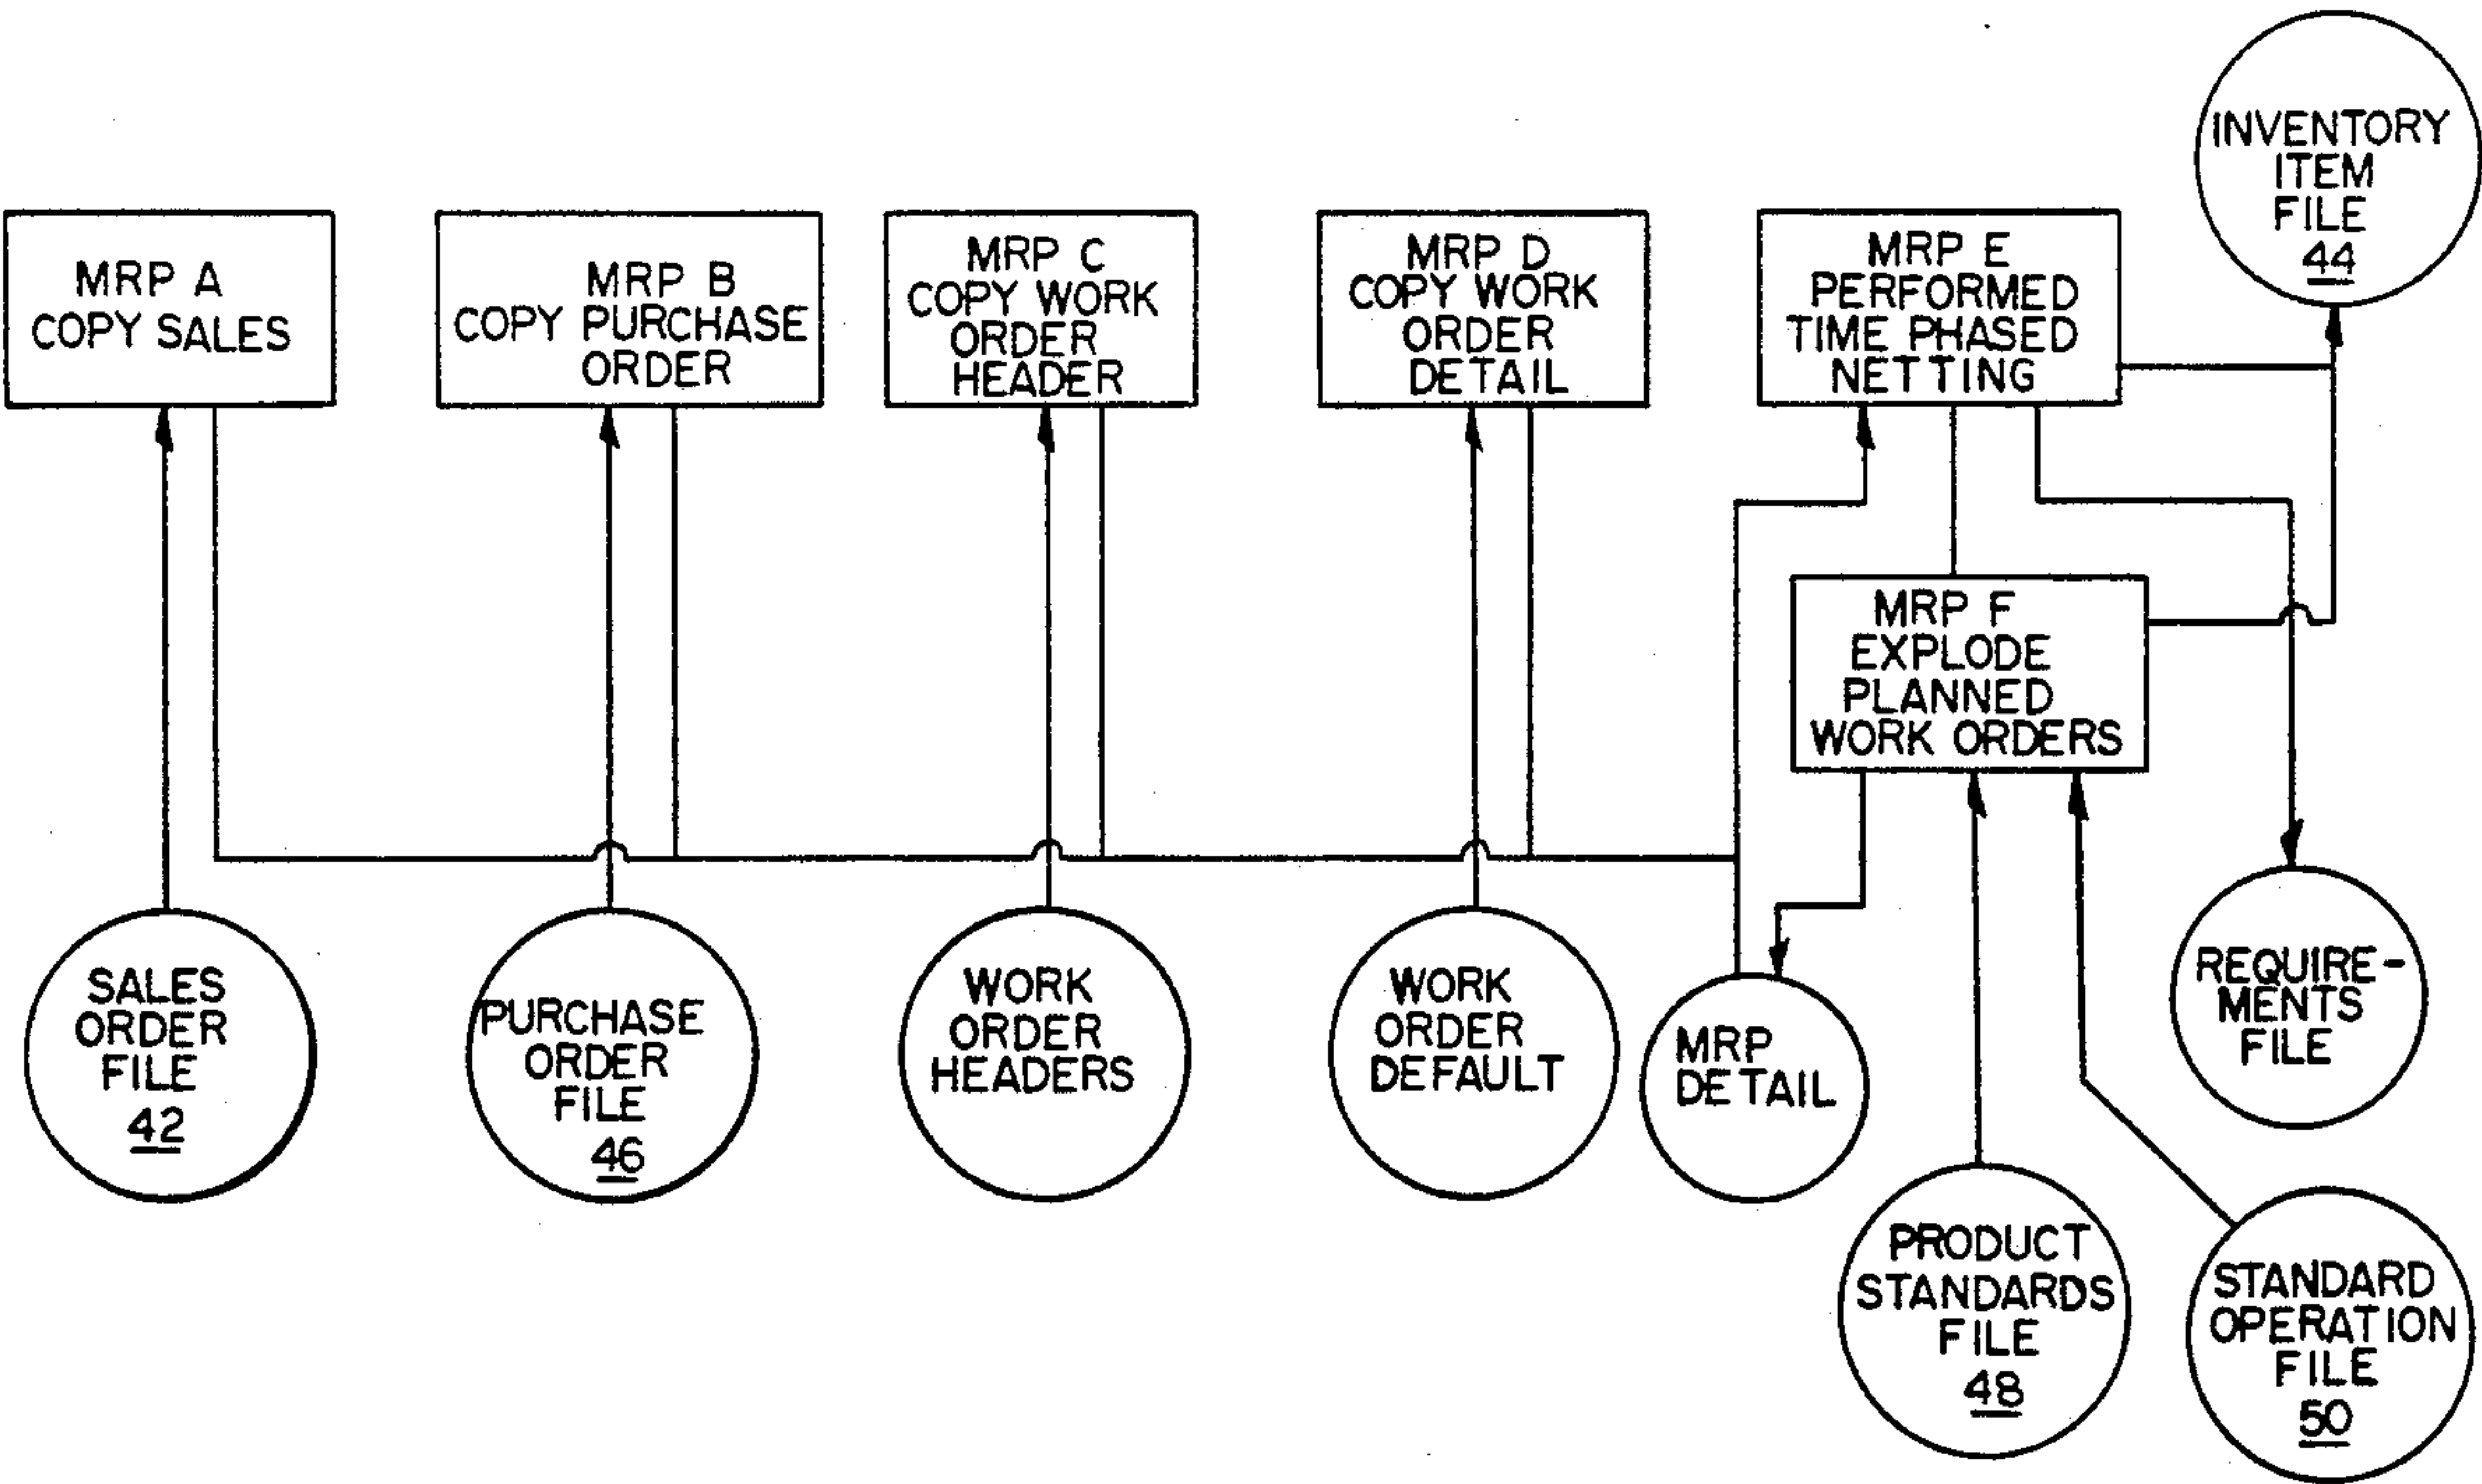 MRP A
COPY SALES
MRP B
COPY PURCHASE
ORDER
MRP C
COPY WORK
ORDER
HEADER
MRP D
COPY WORK
ORDER
DETAIL
MRP E
PERFORMED
TIME PHASED
NETTING
INVENTORY
ITEM
FILE
44
MRP F
EXPLODE
PLANNED
WORK ORDERS
SALES
ORDER
FILE
42
PURCHASE
ORDER
FILE
46
WORK
ORDER
HEADERS
WORK
ORDER
DEFAULT
MRP
DETAIL
REQUIRE-
MENTS
FILE
PRODUCT
STANDARDS
FILE
48
STANDARD
OPERATION
FILE
50